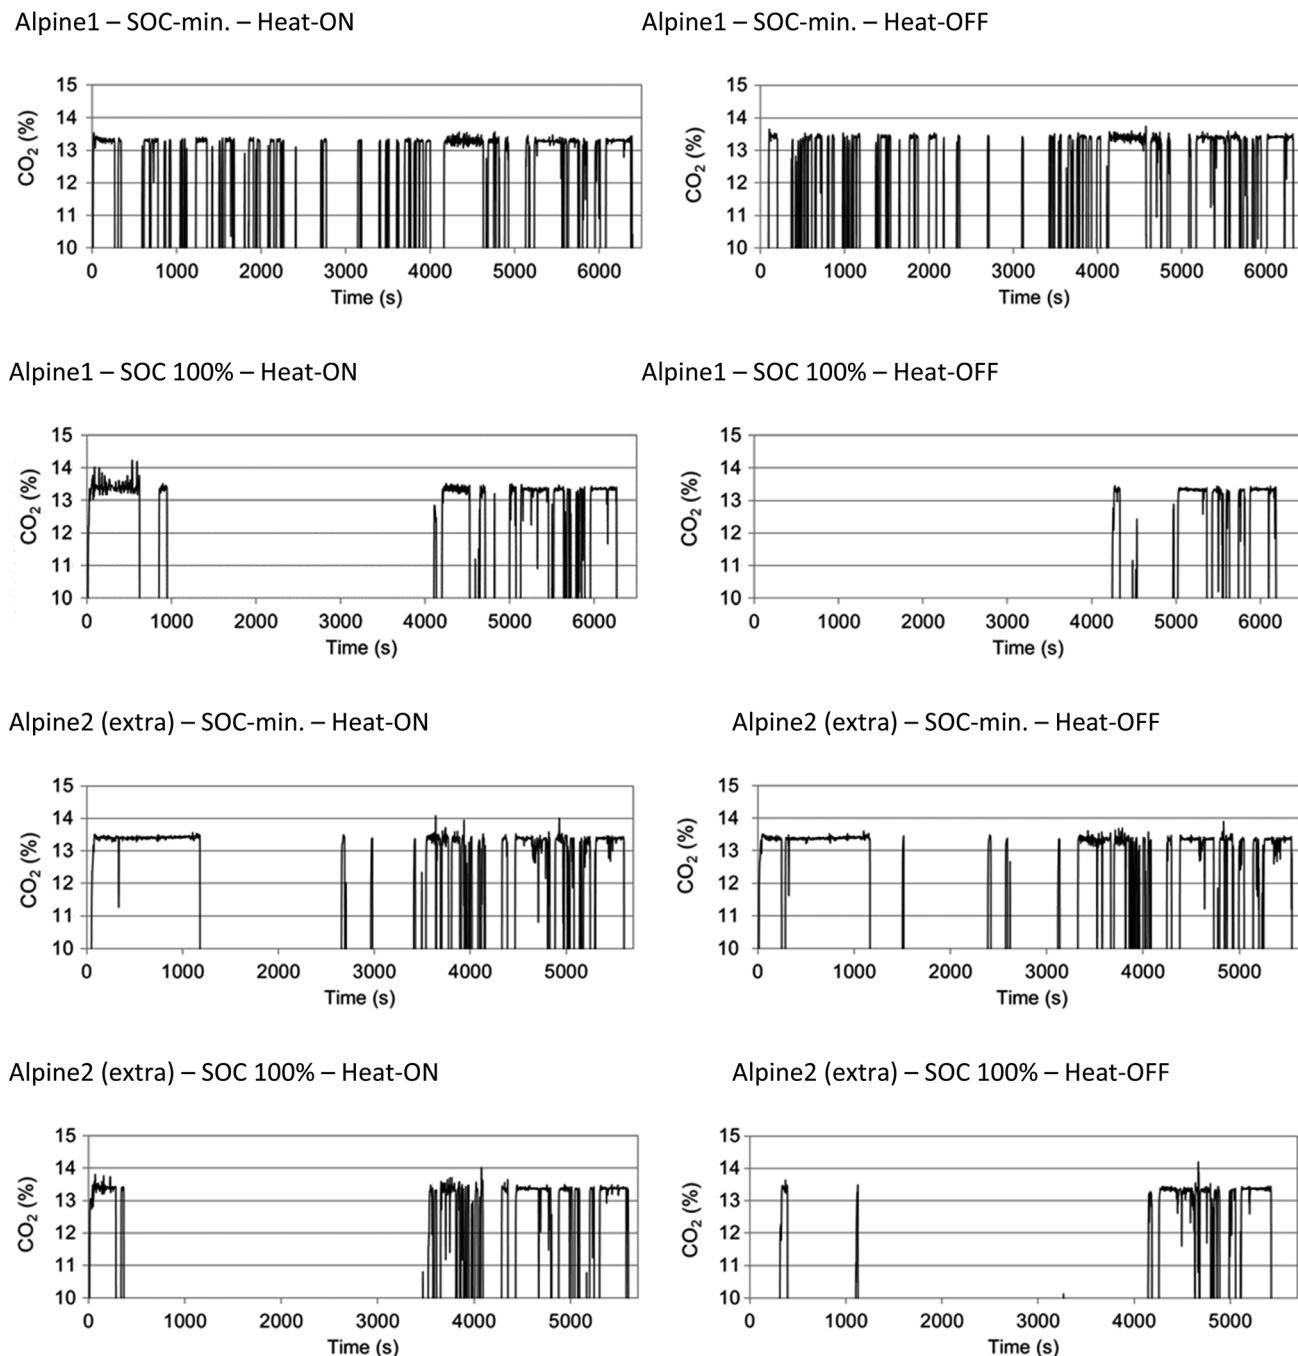 Alpine1 – SOC-min. – Heat-ON
Alpine1 – SOC-min. – Heat-OFF
15
14
13
12
11
10
CO2 (%)
0 1000 2000 3000 4000 5000 6000
Time (s)
15
14
13
12
11
10
CO2 (%)
0 1000 2000 3000 4000 5000 6000
Time (s)
Alpine1 – SOC 100% – Heat-ON
Alpine1 – SOC 100% – Heat-OFF
15
14
13
12
11
10
CO2 (%)
0 1000 2000 3000 4000 5000 6000
Time (s)
15
14
13
12
11
10
CO2 (%)
0 1000 2000 3000 4000 5000 6000
Time (s)
Alpine2 (extra) – SOC-min. – Heat-ON
Alpine2 (extra) – SOC-min. – Heat-OFF
15
14
13
12
11
10
CO2 (%)
0 1000 2000 3000 4000 5000
Time (s)
15
14
13
12
11
10
CO2 (%)
0 1000 2000 3000 4000 5000
Time (s)
Alpine2 (extra) – SOC 100% – Heat-ON
Alpine2 (extra) – SOC 100% – Heat-OFF
15
14
13
12
11
10
CO2 (%)
0 1000 2000 3000 4000 5000
Time (s)
15
14
13
12
11
10
CO2 (%)
0 1000 2000 3000 4000 5000
Time (s)